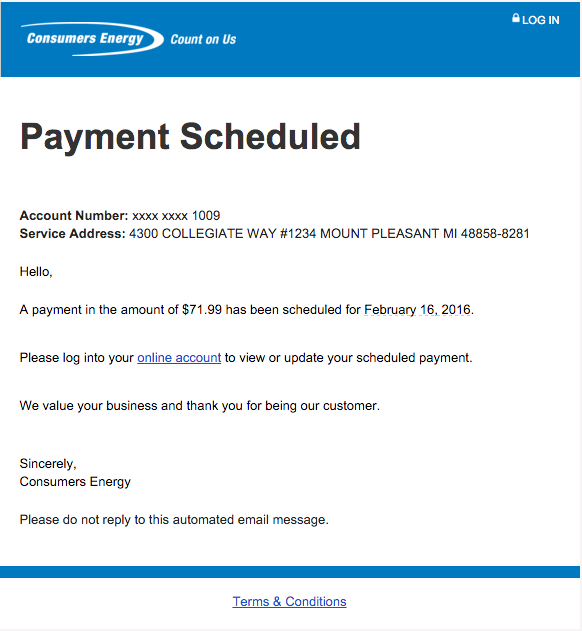 LOG IN
Consumers Energy Count on Us
Payment Scheduled
Account Number: xxxx xxxx 1009
Service Address: 4300 COLLEGIATE WAY #1234 MOUNT PLEASANT MI 48858-8281
Hello,
A payment in the amount of $71.99 has been scheduled for February 16, 2016.
Please log into your online account to view or update your scheduled payment.
We value your business and thank you for being our customer.
Sincerely,
Consumers Energy
Please do not reply to this automated email message.
Terms & Conditions